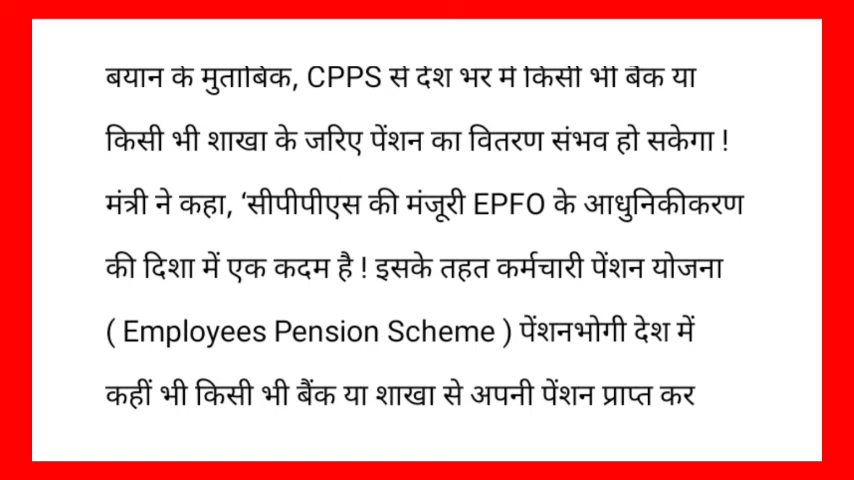 बयान के मुताबिक, CPPS से देश भर में किसी भी बैंक या
किसी भी शाखा के जरिए पेंशन का वितरण संभव हो सकेगा !
मंत्री ने कहा, ‘सीपीपीएस की मंजूरी EPFO के आधुनिकीकरण
की दिशा में एक कदम है ! इसके तहत कर्मचारी पेंशन योजना
( Employees Pension Scheme ) पेंशनभोगी देश में
कहीं भी किसी भी बैंक या शाखा से अपनी पेंशन प्राप्त कर